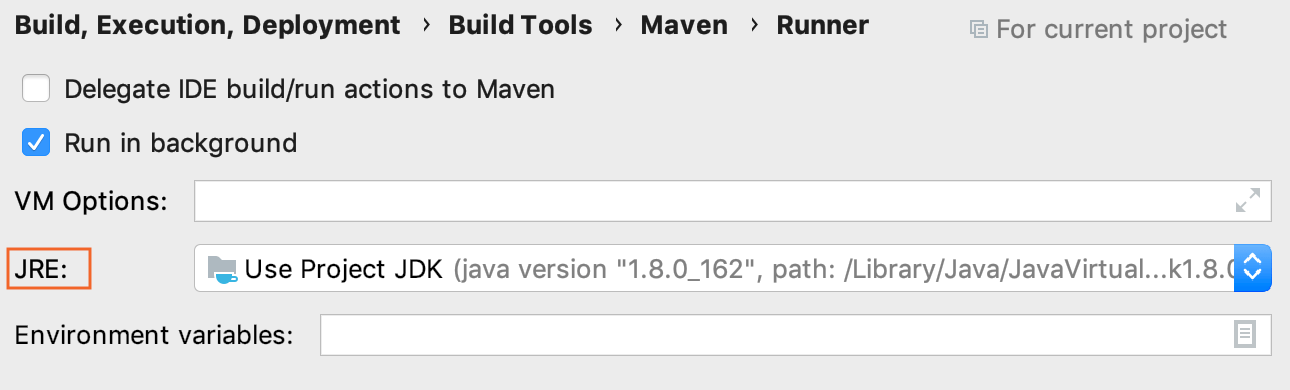 Build, Execution, Deployment › Build Tools › Maven › Runner For current project
Delegate IDE build/run actions to Maven
Run in background
VM Options:
JRE: Use Project JDK (java version "1.8.0_162", path: /Library/Java/JavaVirtual...k1.8.0
Environment variables: